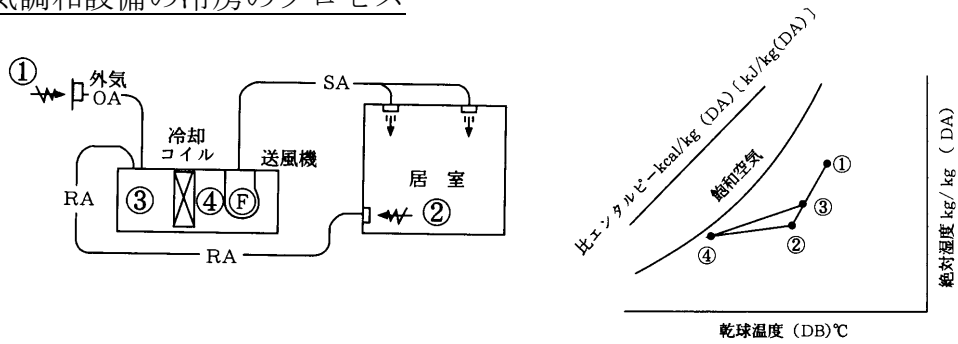 気調和設備の冷房のプロセス
①
外気
OA
SA
冷却
コイル
送風機
RA
③
④
F
居室
②
RA
比エンタルピーkcal/kg (DA)〔kJ/kg(DA)〕
飽和空気
①
③
②
④
絶対湿度 kg/kg (DA)
乾球温度 (DB)℃